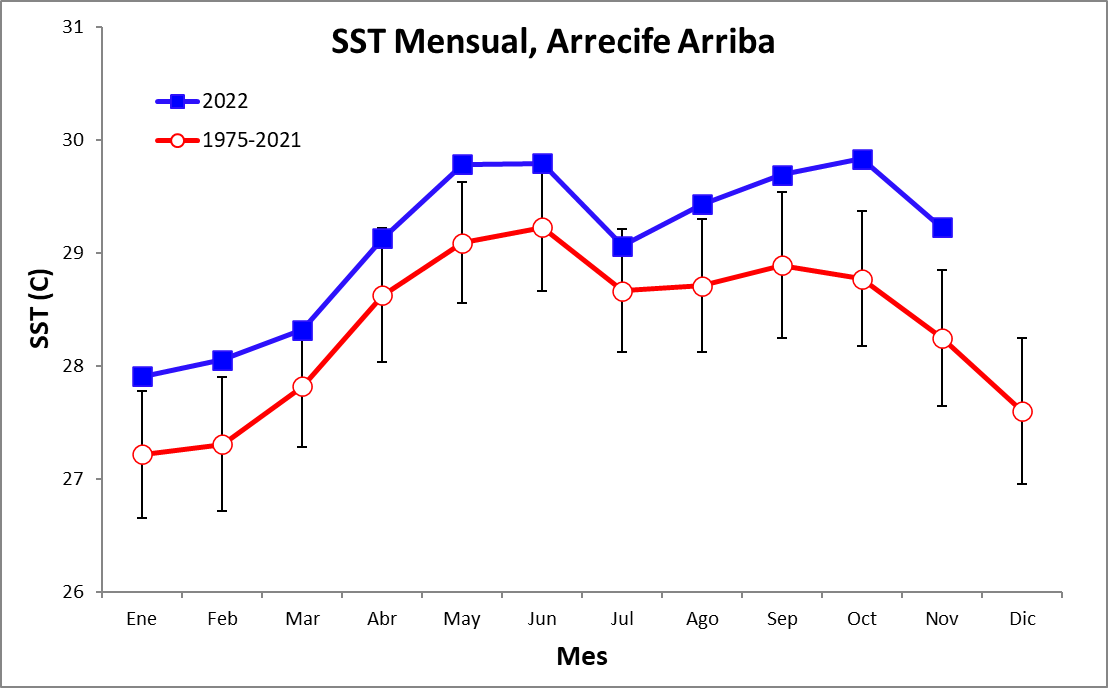 SST Mensual, Arrecife Arriba
2022
1975-2021
SST (C)
31
30
29
28
27
26
Ene Feb Mar Abr May Jun Jul Ago Sep Oct Nov Dic
Mes